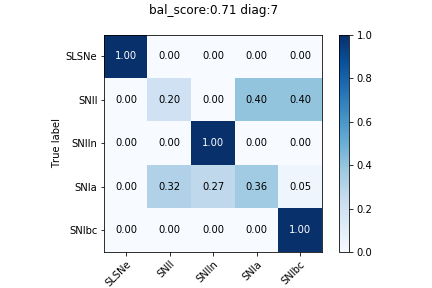 bal_score:0.71 diag:7
True label
SLSNe 1.00 0.00 0.00 0.00 0.00
SNII 0.00 0.20 0.00 0.40 0.40
SNIIn 0.00 0.00 1.00 0.00 0.00
SNIa 0.00 0.32 0.27 0.36 0.05
SNIbc 0.00 0.00 0.00 0.00 1.00
SLSNe SNII SNIIn SNIa SNIbc
1.0
0.8
0.6
0.4
0.2
0.0